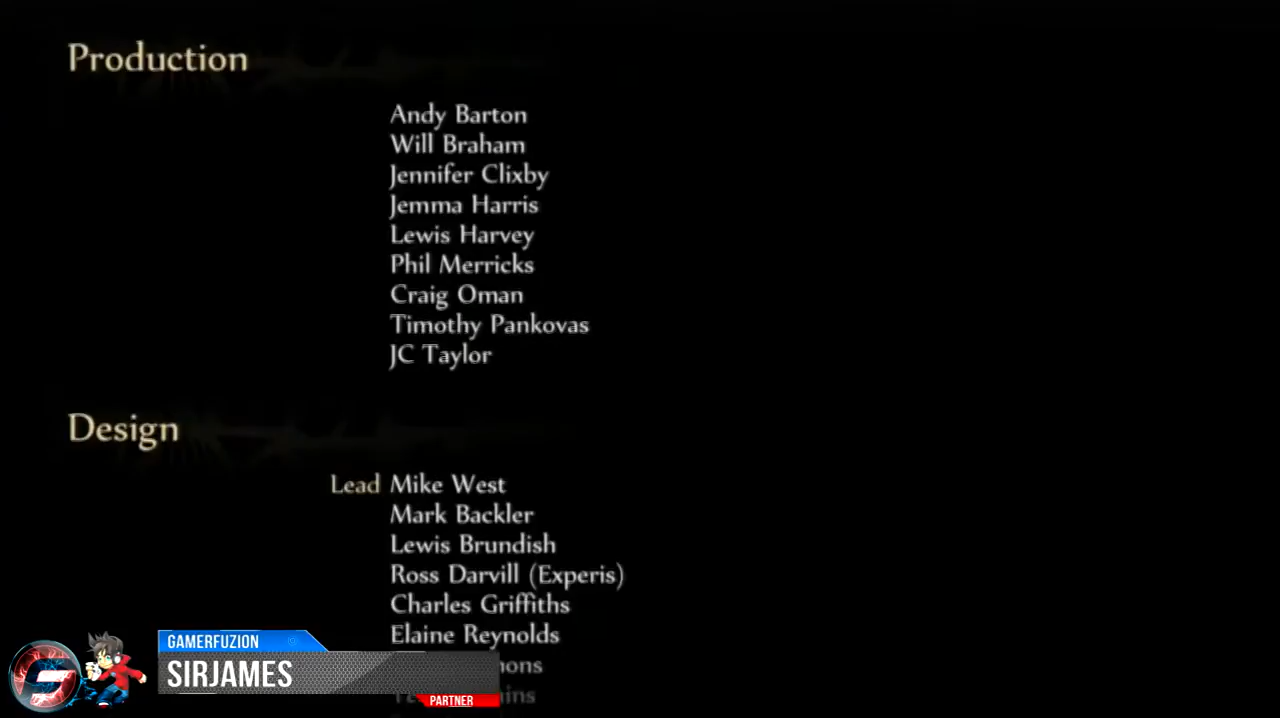 Production
Andy Barton
Will Braham
Jennifer Clixby
Jemma Harris
Lewis Harvey
Phil Merricks
Craig Oman
Timothy Pankovas
JC Taylor
Design
Lead Mike West
Mark Backler
Lewis Brundish
Ross Darvill (Experis)
Charles Griffiths
Elaine Reynolds
GAMERFUZION
SIRJAMES
PARTNER